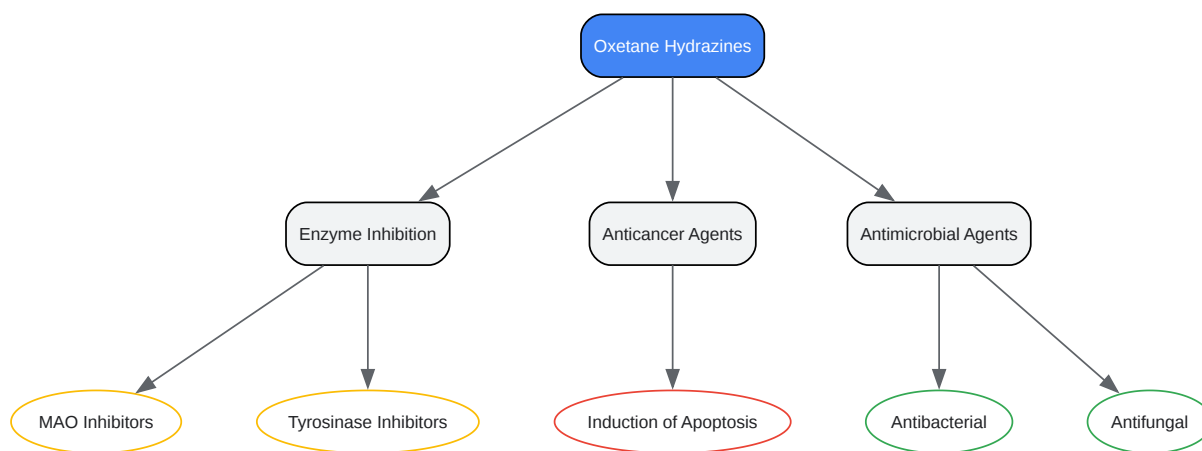 Oxetane Hydrazines
Enzyme Inhibition
Anticancer Agents
Antimicrobial Agents
MAO Inhibitors
Tyrosinase Inhibitors
Induction of Apoptosis
Antibacterial
Antifungal